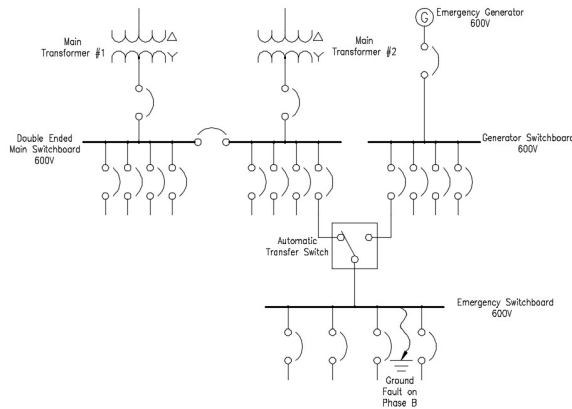 Main
Transformer #1
Main
Transformer #2
G
Emergency Generator
600V
Double Ended
Main Switchboard
600V
Generator Switchboard
600V
Automatic
Transfer Switch
Emergency Switchboard
600V
Ground
Fault on
Phase B